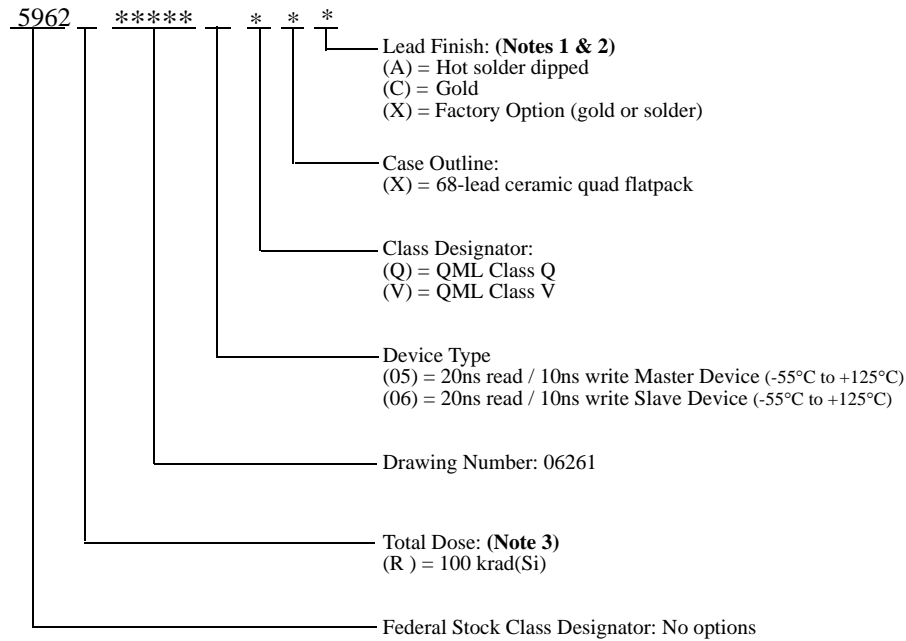 5962 ***** * * *
Lead Finish: (Notes 1 & 2)
(A) = Hot solder dipped
(C) = Gold
(X) = Factory Option (gold or solder)
Case Outline:
(X) = 68-lead ceramic quad flatpack
Class Designator:
(Q) = QML Class Q
(V) = QML Class V
Device Type
(05) = 20ns read / 10ns write Master Device (-55°C to +125°C)
(06) = 20ns read / 10ns write Slave Device (-55°C to +125°C)
Drawing Number: 06261
Total Dose: (Note 3)
(R ) = 100 krad(Si)
Federal Stock Class Designator: No options